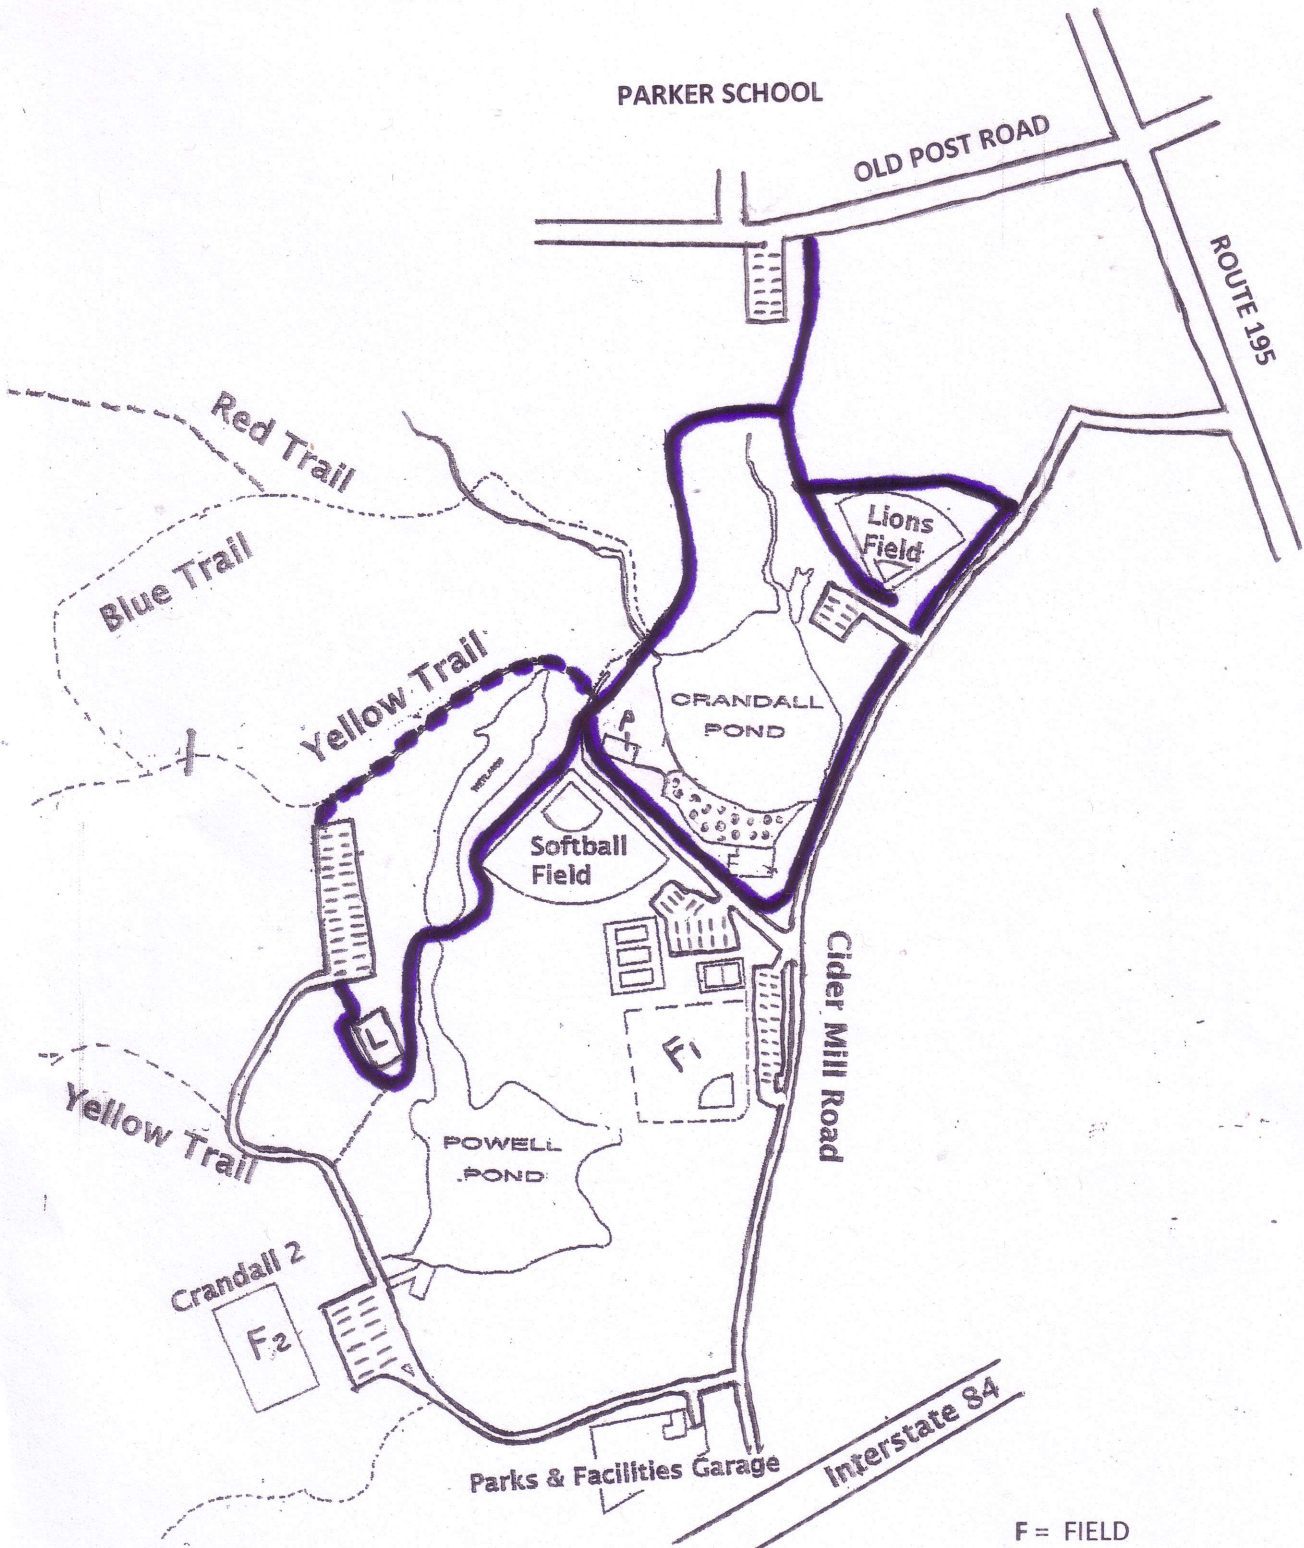 PARKER SCHOOL
OLD POST ROAD
ROUTE 195
Red Trail
Lions
Field
Blue Trail
Yellow Trail
CRANDALL
POND
P
WETLANDS
Softball
Field
Cider Mill Road
L
F1
Yellow Trail
POWELL
POND
Crandall 2
F2
Interstate 84
Parks & Facilities Garage
F = FIELD